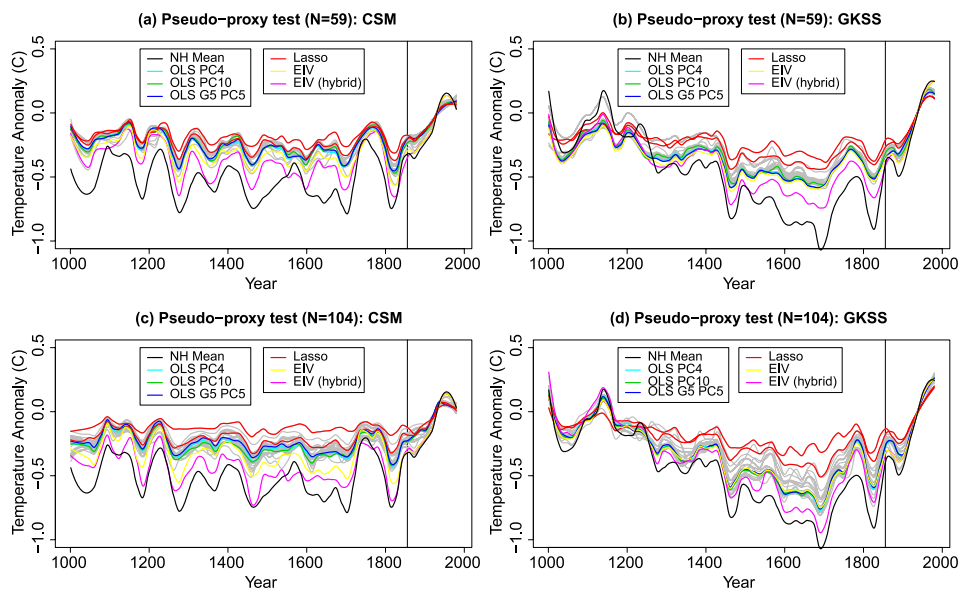 (a) Pseudo-proxy test (N=59): CSM
Temperature Anomaly (C)
0.5
0.0
−0.5
−1.0
NH Mean
OLS PC4
OLS PC10
OLS G5 PC5
Lasso
EIV
EIV (hybrid)
1000 1200 1400 1600 1800 2000
Year
(b) Pseudo-proxy test (N=59): GKSS
Temperature Anomaly (C)
0.5
0.0
−0.5
−1.0
NH Mean
OLS PC4
OLS PC10
OLS G5 PC5
Lasso
EIV
EIV (hybrid)
1000 1200 1400 1600 1800 2000
Year
(c) Pseudo-proxy test (N=104): CSM
Temperature Anomaly (C)
0.5
0.0
−0.5
−1.0
NH Mean
OLS PC4
OLS PC10
OLS G5 PC5
Lasso
EIV
EIV (hybrid)
1000 1200 1400 1600 1800 2000
Year
(d) Pseudo-proxy test (N=104): GKSS
Temperature Anomaly (C)
0.5
0.0
−0.5
−1.0
NH Mean
OLS PC4
OLS PC10
OLS G5 PC5
Lasso
EIV
EIV (hybrid)
1000 1200 1400 1600 1800 2000
Year